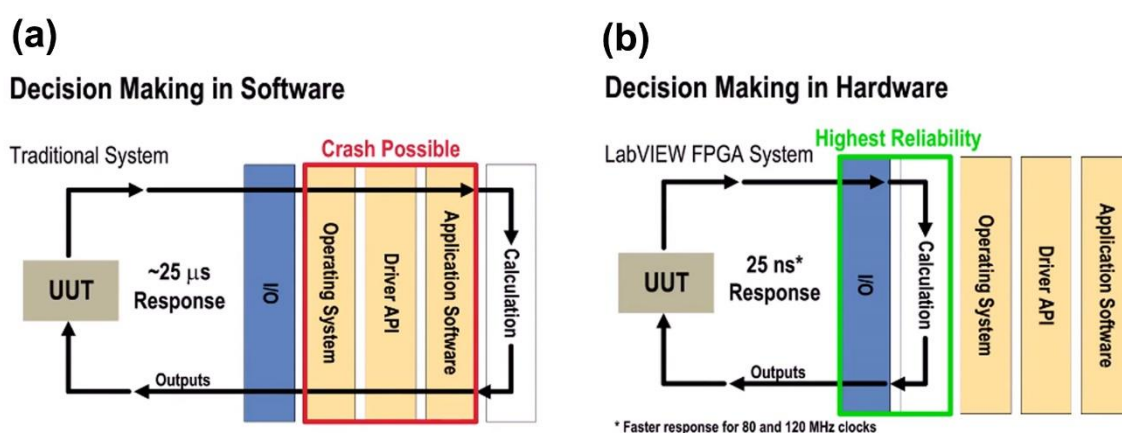 (a)
Decision Making in Software
Traditional System
Crash Possible
UUT
~25 μs
Response
I/O
Operating System
Driver API
Application Software
Calculation
Outputs
(b)
Decision Making in Hardware
LabVIEW FPGA System
Highest Reliability
UUT
25 ns*
Response
I/O
Calculation
Operating System
Driver API
Application Software
Outputs
* Faster response for 80 and 120 MHz clocks